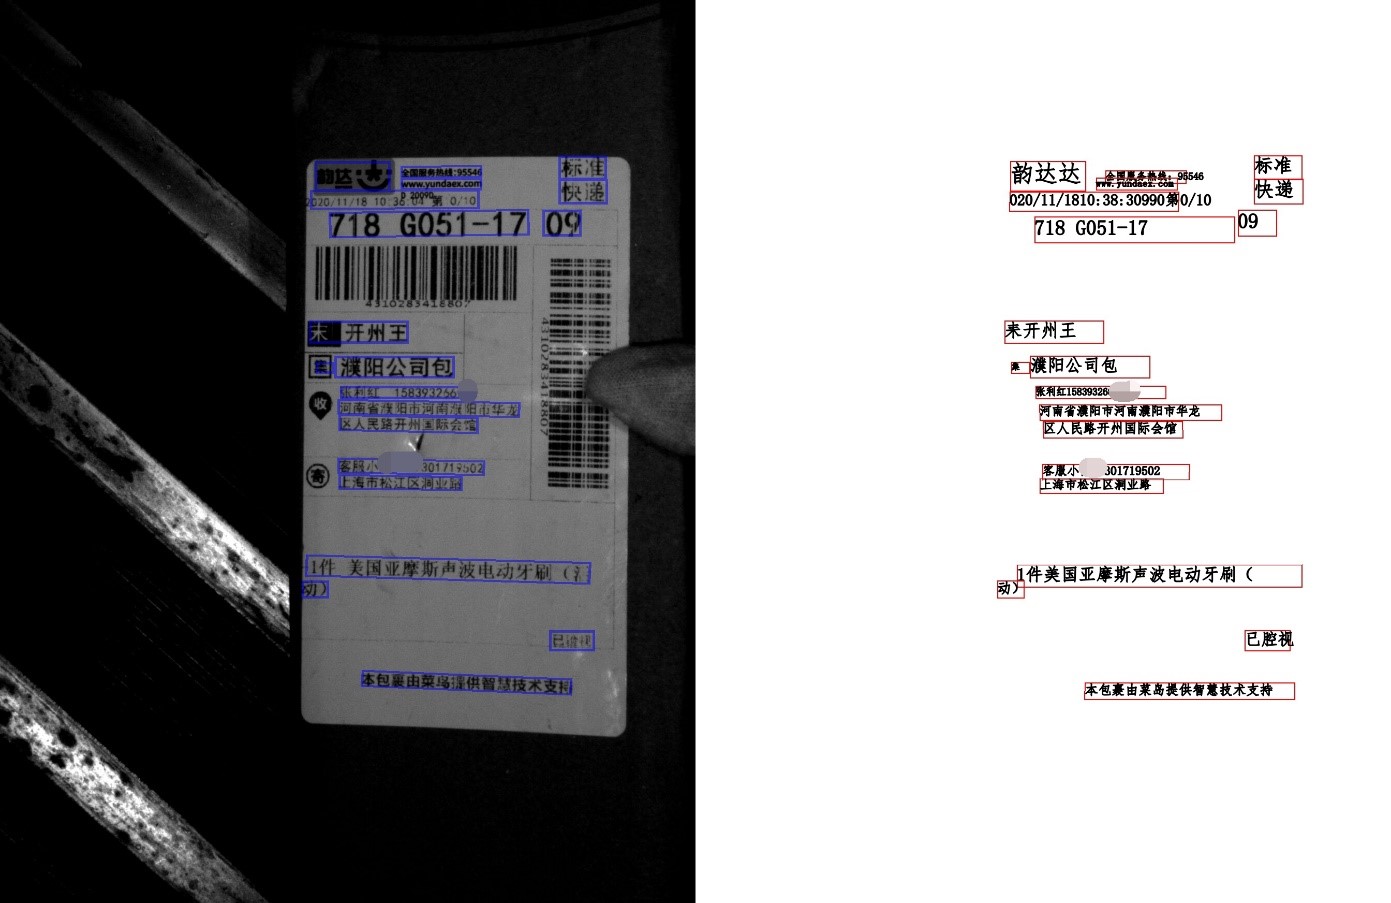 韵达
全国服务热线:95546
www.yundaex.com
标准
快递
2020/11/18 10:36:04 第 0/10
718 G051-17 09
4310283418807
4310283418807
末 开州王
集 濮阳公司包
收 张利红 158393266
河南省濮阳市河南濮阳市华龙
区人民路开州国际会馆
寄 客服小 301719502
上海市松江区洞业路
1件 美国亚摩斯声波电动牙刷（
动）
已
本包裹由菜鸟提供智慧技术支持
韵达达
全国服务热线：95546
www.yundaex.com
标准
快递
020/11/1810:38:30990第0/10
718 G051-17
09
末开州王
集 濮阳公司包
张利红15839326
河南省濮阳市河南濮阳市华龙
区人民路开州国际会馆
客服小 301719502
上海市松江区洞业路
1件美国亚摩斯声波电动牙刷（
动）
已腔视
本包裹由菜鸟提供智慧技术支持